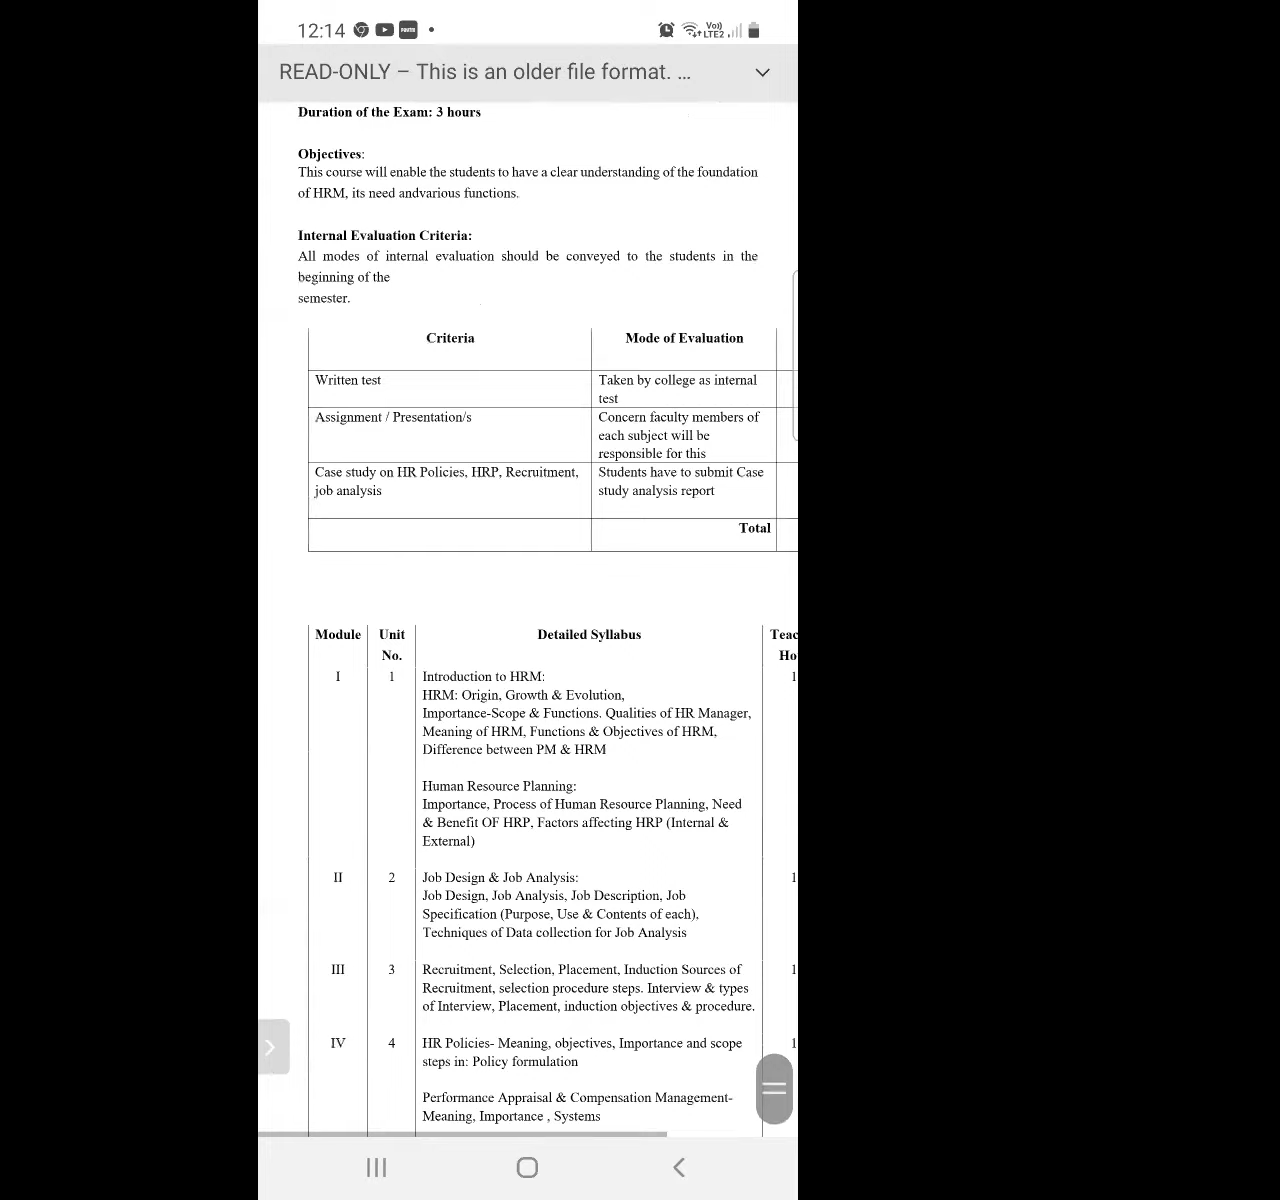 12:14
Vo))
LTE2
READ-ONLY – This is an older file format. ...
Duration of the Exam: 3 hours
Objectives:
This course will enable the students to have a clear understanding of the foundation
of HRM, its need andvarious functions.
Internal Evaluation Criteria:
All modes of internal evaluation should be conveyed to the students in the
beginning of the
semester.
Criteria Mode of Evaluation
Written test Taken by college as internal
test
Assignment / Presentation/s Concern faculty members of
each subject will be
responsible for this
Case study on HR Policies, HRP, Recruitment, Students have to submit Case
job analysis study analysis report
Total
Module Unit Detailed Syllabus Teac
No. Ho
I 1 Introduction to HRM: 1
HRM: Origin, Growth & Evolution,
Importance-Scope & Functions. Qualities of HR Manager,
Meaning of HRM, Functions & Objectives of HRM,
Difference between PM & HRM
Human Resource Planning:
Importance, Process of Human Resource Planning, Need
& Benefit OF HRP, Factors affecting HRP (Internal &
External)
II 2 Job Design & Job Analysis: 1
Job Design, Job Analysis, Job Description, Job
Specification (Purpose, Use & Contents of each),
Techniques of Data collection for Job Analysis
III 3 Recruitment, Selection, Placement, Induction Sources of 1
Recruitment, selection procedure steps. Interview & types
of Interview, Placement, induction objectives & procedure.
IV 4 HR Policies- Meaning, objectives, Importance and scope 1
steps in: Policy formulation
Performance Appraisal & Compensation Management-
Meaning, Importance , Systems